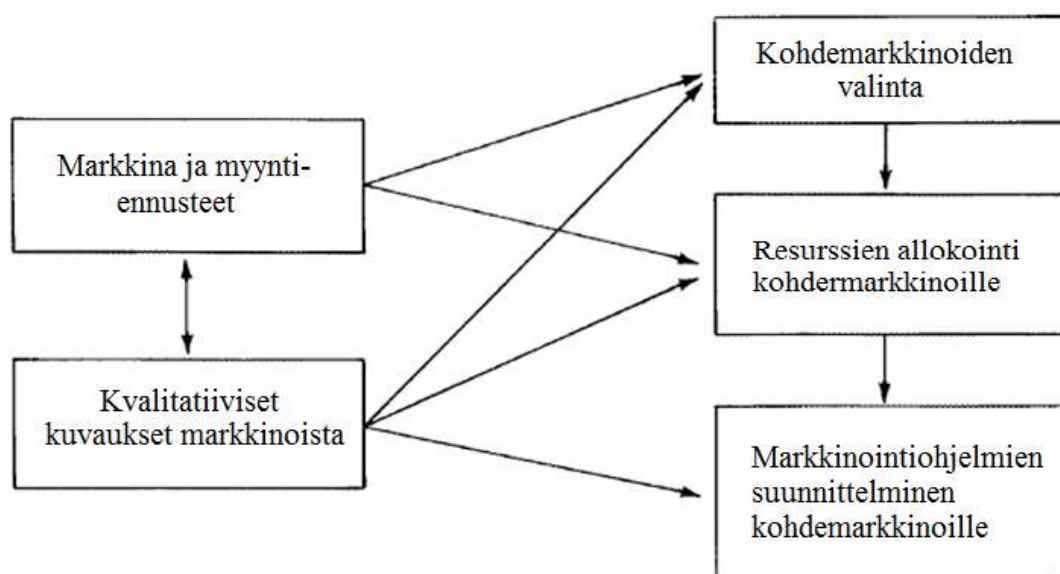 Kohdemarkkinoiden
valinta
Markkina ja myynti-
ennusteet
Resurssien allokointi
kohdermarkkinoille
Kvalitatiiviset
kuvaukset markkinoista
Markkinointiohjelmien
suunnittelminen
kohdemarkkinoille